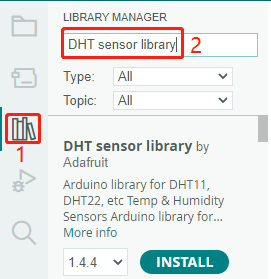 LIBRARY MANAGER
DHT sensor library 2
Type: All
Topic: All
1
DHT sensor library by
Adafruit
Arduino library for DHT11,
DHT22, etc Temp & Humidity
Sensors Arduino library for...
More info
1.4.4 INSTALL